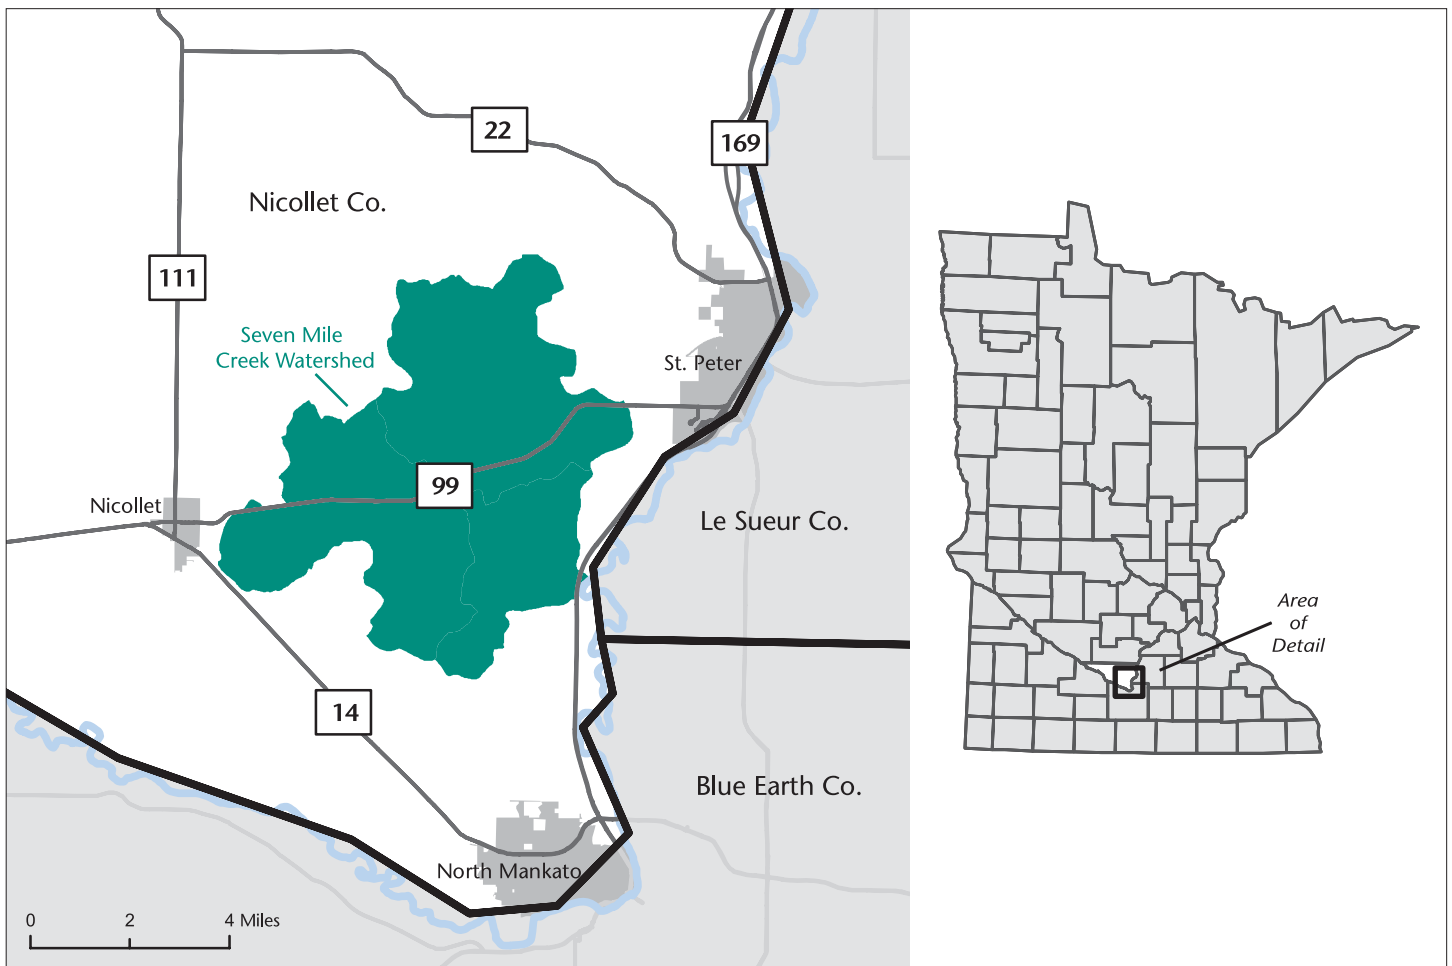 22
169
Nicollet Co.
111
Seven Mile
Creek Watershed
St. Peter
99
Nicollet
Le Sueur Co.
14
Blue Earth Co.
North Mankato
0 2 4 Miles
Area
of
Detail